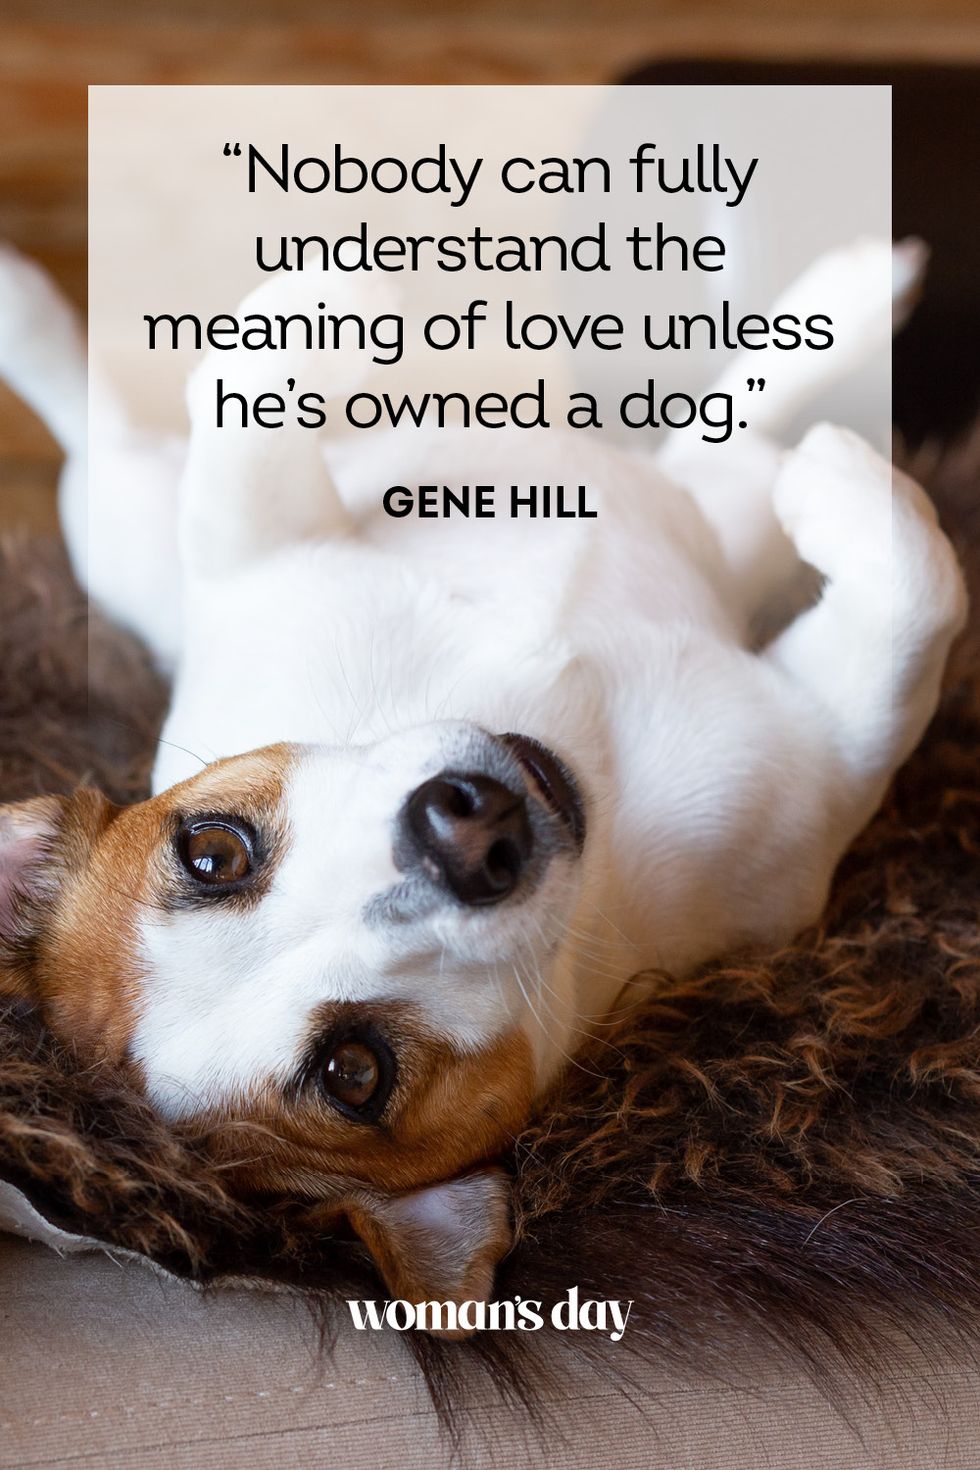 “Nobody can fully
understand the
meaning of love unless
he’s owned a dog.”
GENE HILL
woman’s day